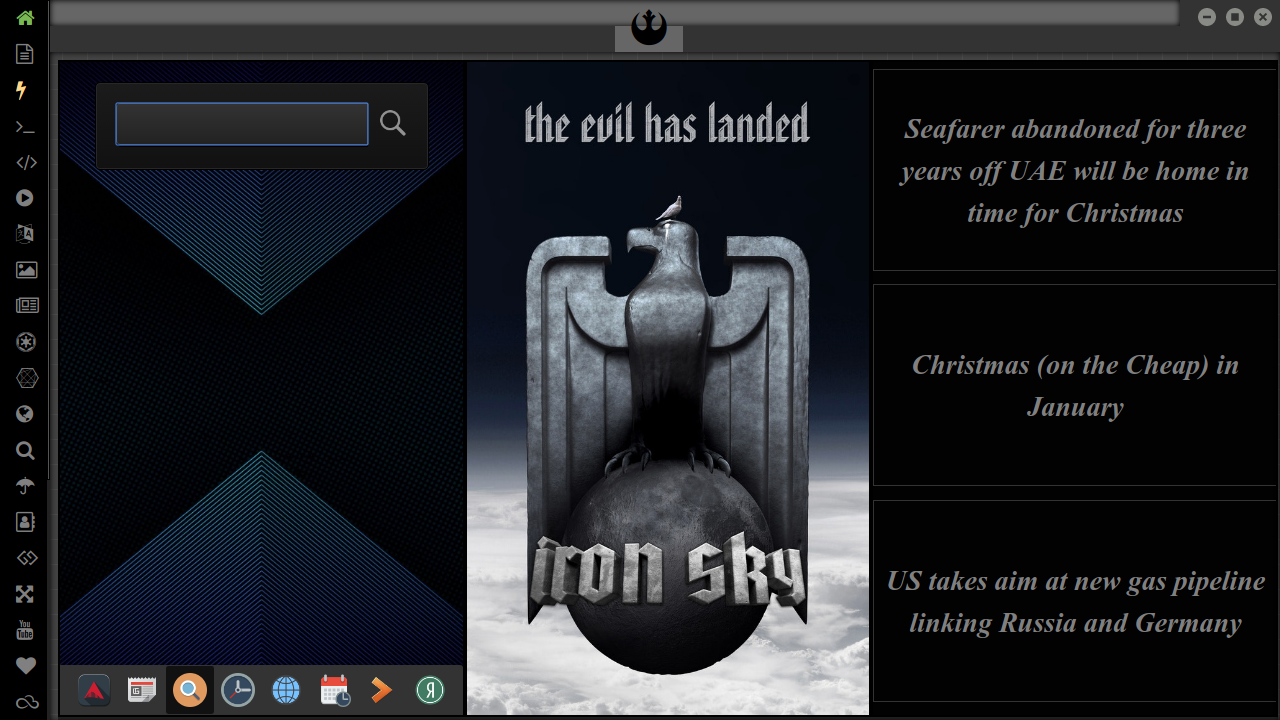 the evil has landed
iron sky
Seafarer abandoned for three
years off UAE will be home in
time for Christmas
Christmas (on the Cheap) in
January
US takes aim at new gas pipeline
linking Russia and Germany
You
Tube
A
Я